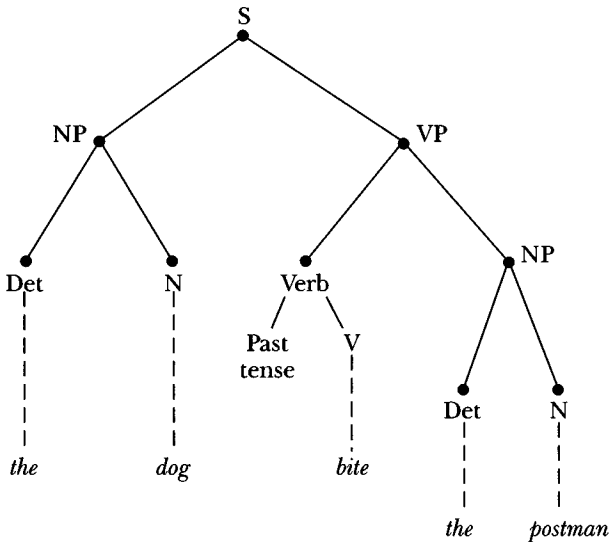 S
NP
VP
Det
N
Verb
NP
Past
tense
V
Det
N
the
dog
bite
the
postman